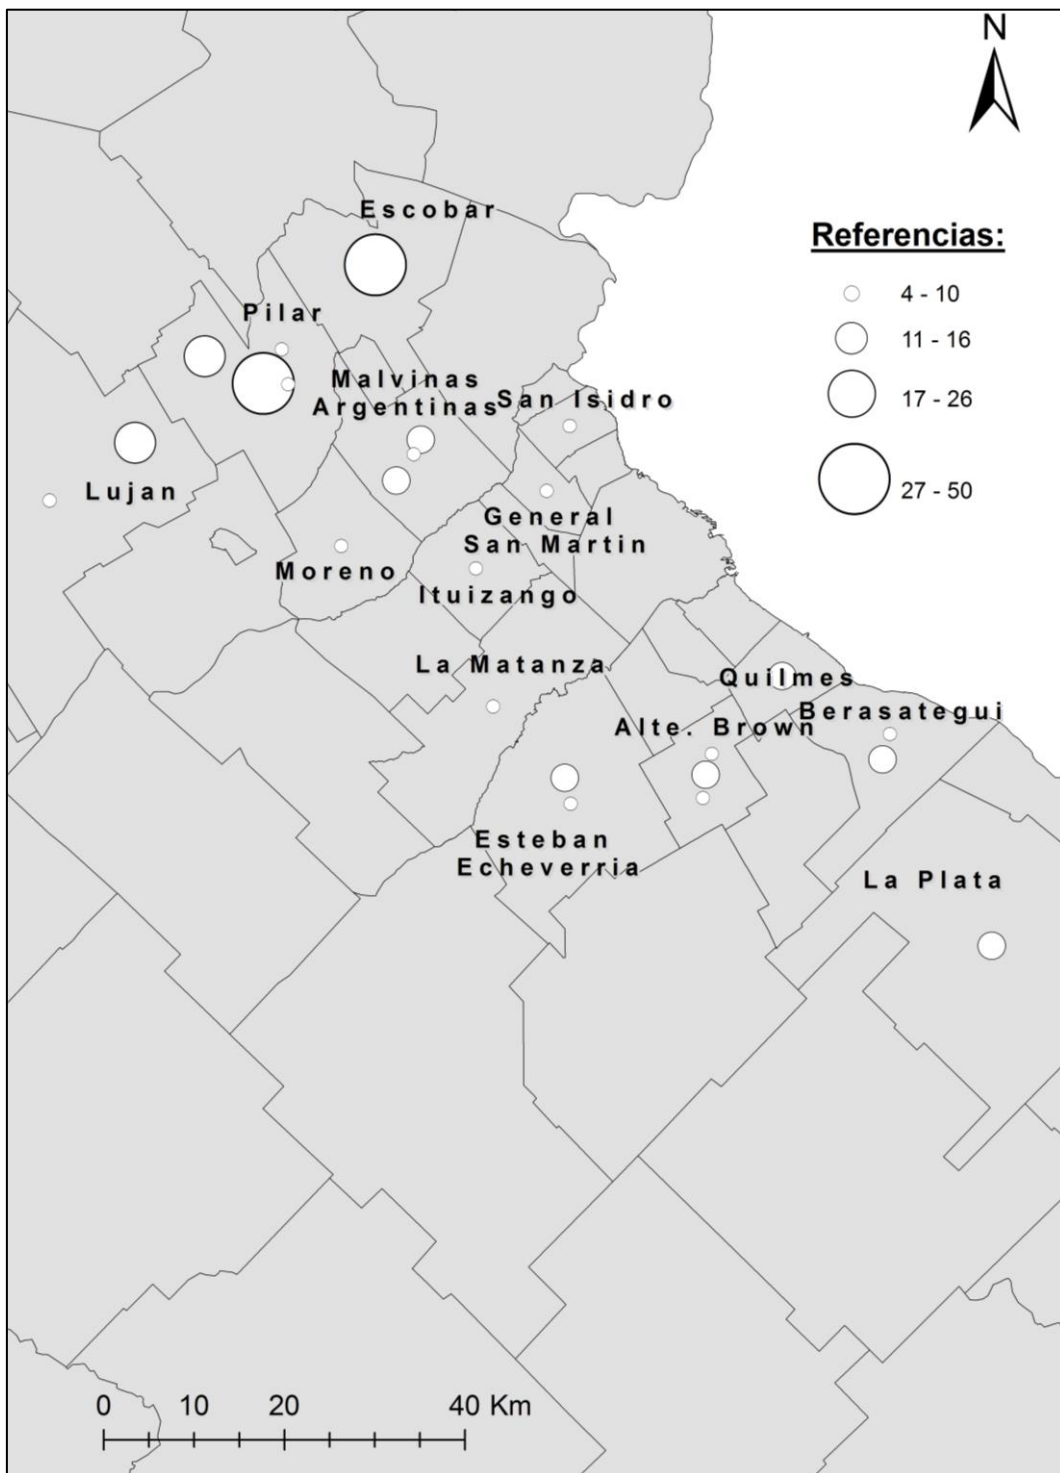 N
Escobar
Referencias:
4 - 10
Pilar
11 - 16
Malvinas
Argentinas
San Isidro
17 - 26
Lujan
27 - 50
General
San Martin
Moreno
Ituizango
La Matanza
Quilmes
Berasategui
Alte. Brown
Esteban
Echeverria
La Plata
0 10 20 40 Km